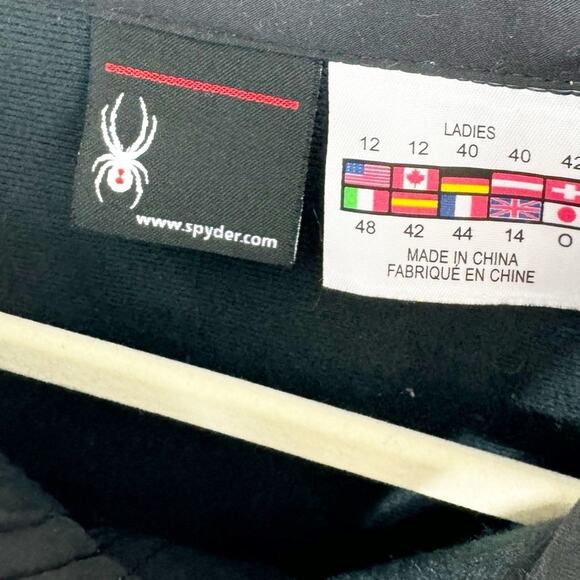 www.spyder.com
LADIES
12 12 40 40 42
48 42 44 14 O
MADE IN CHINA
FABRIQUÉ EN CHINE